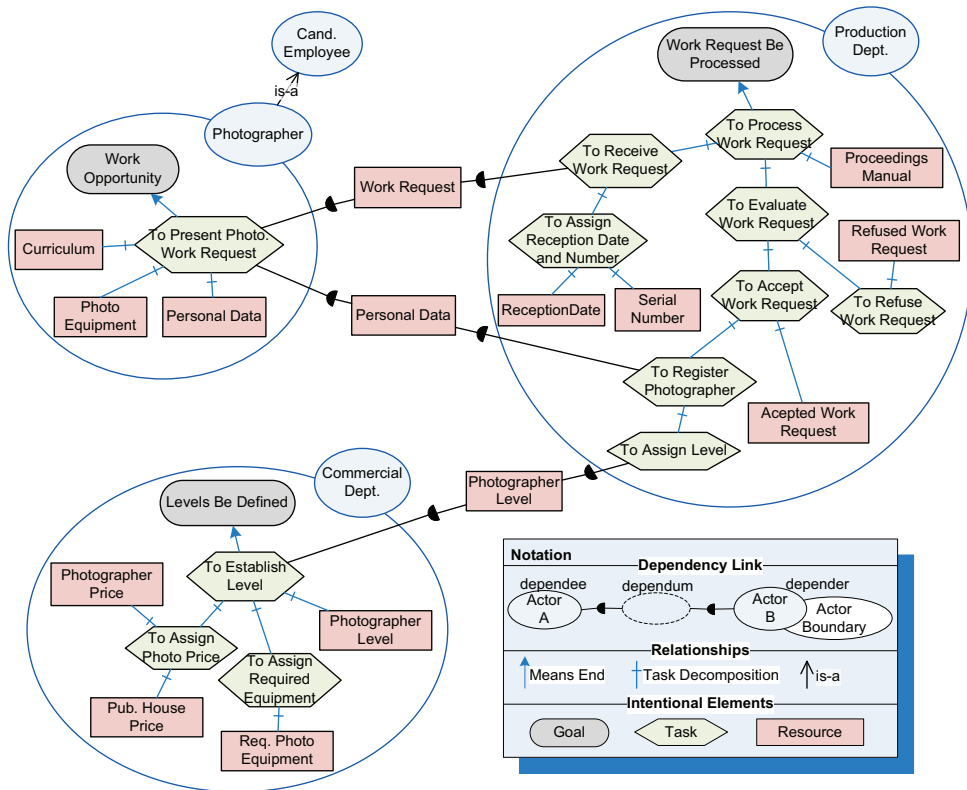 Cand.
Employee
is-a
Photographer
Work
Opportunity
To Present Photo.
Work Request
Curriculum
Photo
Equipment
Personal Data
Work Request
Personal Data
Production
Dept.
Work Request Be
Processed
To Process
Work Request
To Receive
Work Request
Proceedings
Manual
To Evaluate
Work Request
To Assign
Reception Date
and Number
Refused Work
Request
ReceptionDate
Serial
Number
To Accept
Work Request
To Refuse
Work Request
To Register
Photographer
Acepted Work
Request
To Assign Level
Photographer
Level
Commercial
Dept.
Levels Be Defined
To Establish
Level
Photographer
Price
Photographer
Level
To Assign
Photo Price
To Assign
Required
Equipment
Pub. House
Price
Req. Photo
Equipment
Notation
Dependency Link
dependee
dependum
depender
Actor
A
Actor
B
Actor
Boundary
Relationships
Means End
Task Decomposition
is-a
Intentional Elements
Goal
Task
Resource